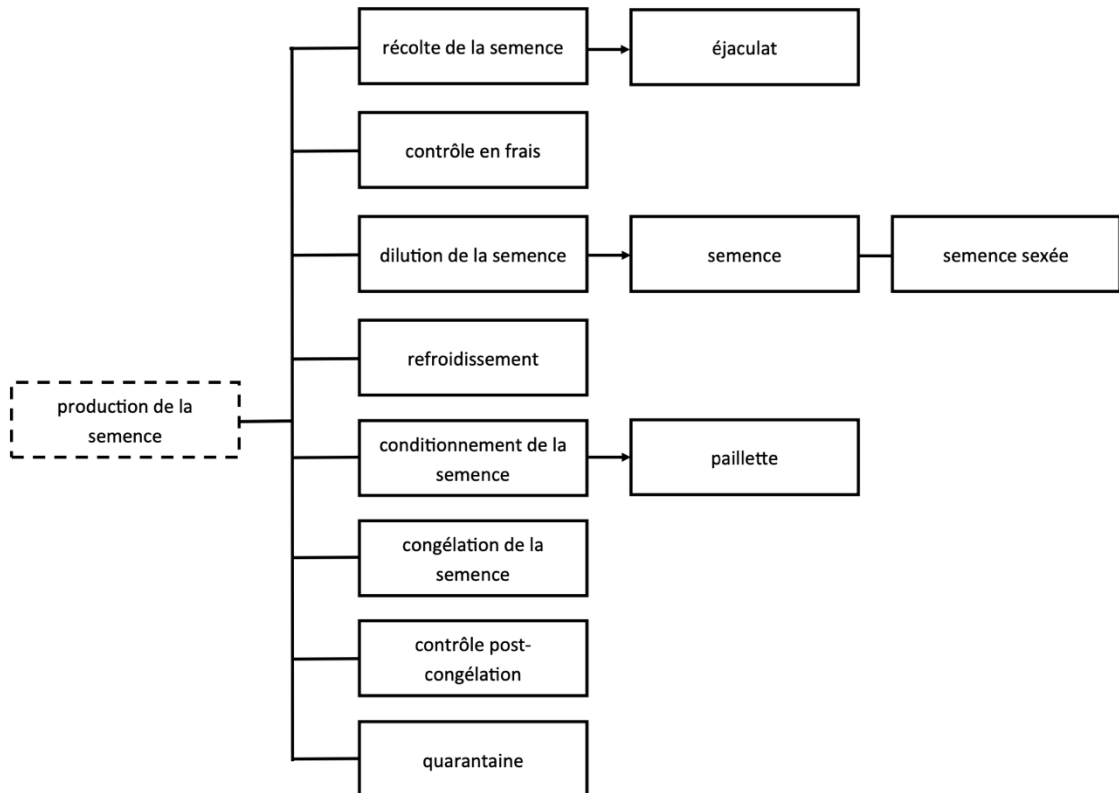 récolte de la semence
éjaculat
contrôle en frais
dilution de la semence
semence
semence sexée
refroidissement
production de la
semence
conditionnement de la
semence
paillette
congélation de la
semence
contrôle post-
congélation
quarantaine